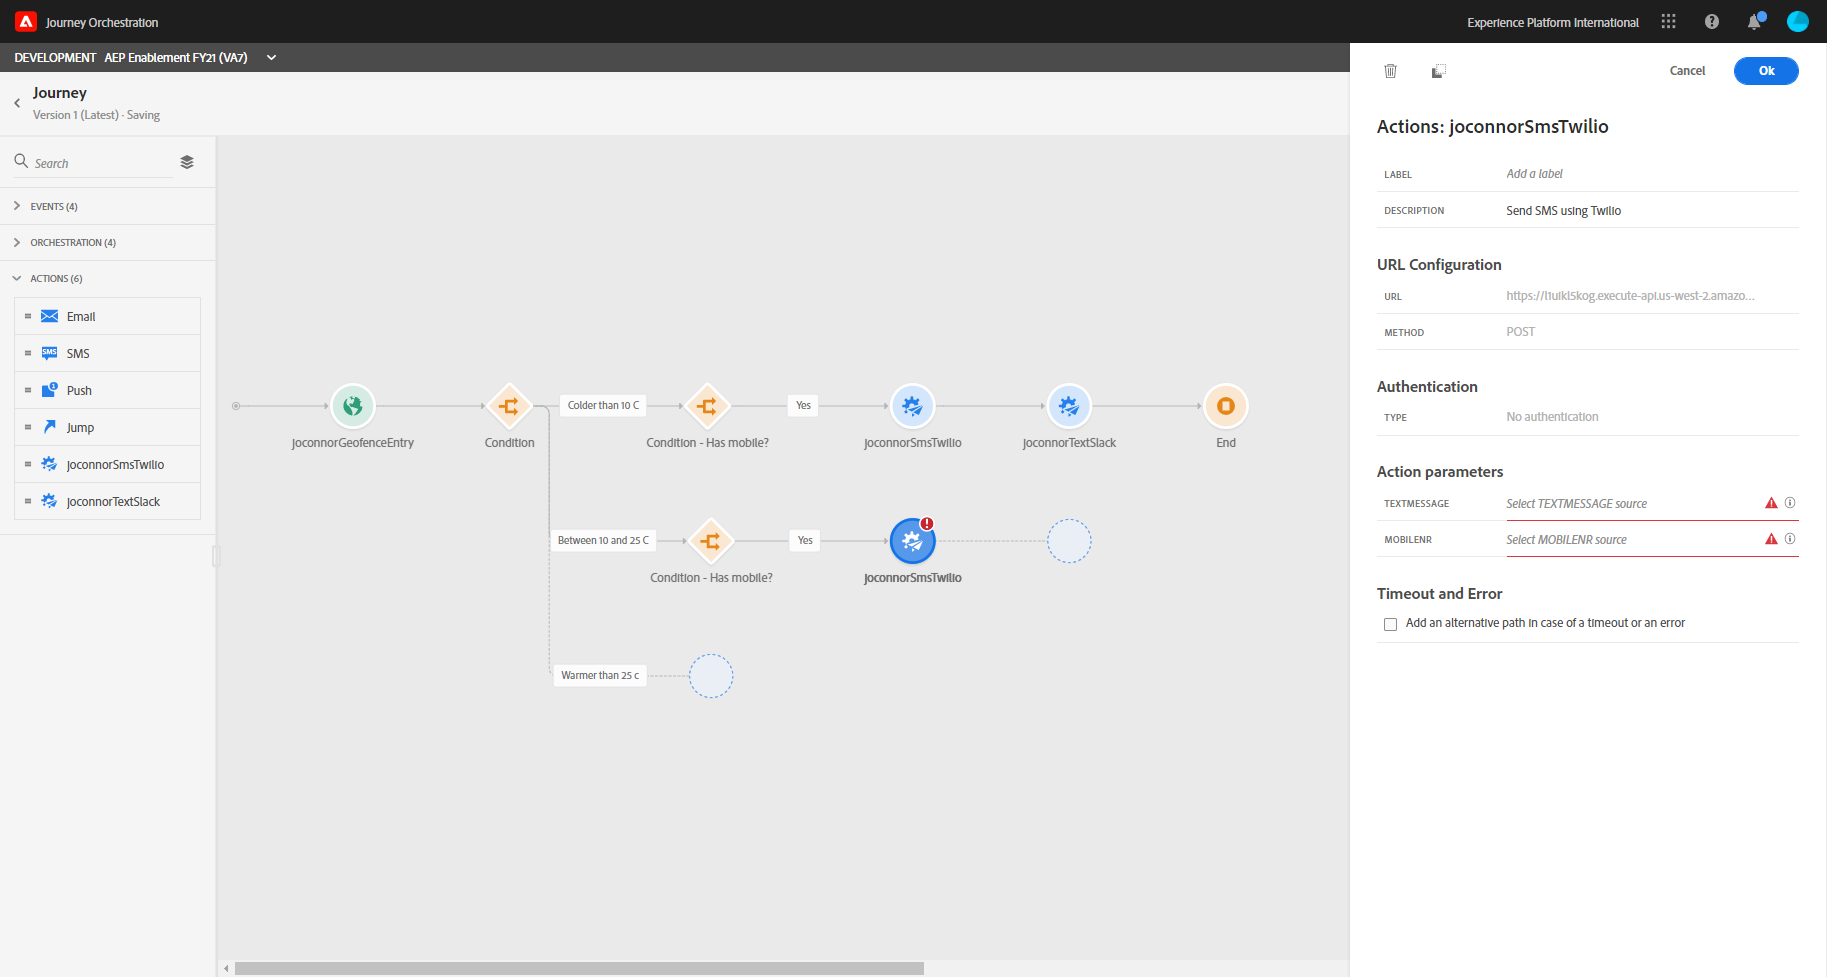 Journey Orchestration
Experience Platform International
DEVELOPMENT AEP Enablement FY21 (VA7)
Journey
Version 1 (Latest) · Saving
Search
EVENTS (4)
ORCHESTRATION (4)
ACTIONS (6)
Email
SMS
SMS
Push
Jump
joconnorSmsTwilio
joconnorTextSlack
joconnorGeofenceEntry
Condition
Colder than 10 C
Condition - Has mobile?
Yes
joconnorSmsTwilio
joconnorTextSlack
End
Between 10 and 25 C
Condition - Has mobile?
Yes
joconnorSmsTwilio
Warmer than 25 c
Cancel
Ok
Actions: joconnorSmsTwilio
LABEL Add a label
DESCRIPTION Send SMS using Twilio
URL Configuration
URL https://l1uikl5kog.execute-api.us-west-2.amazo...
METHOD POST
Authentication
TYPE No authentication
Action parameters
TEXTMESSAGE Select TEXTMESSAGE source
MOBILENR Select MOBILENR source
Timeout and Error
Add an alternative path in case of a timeout or an error